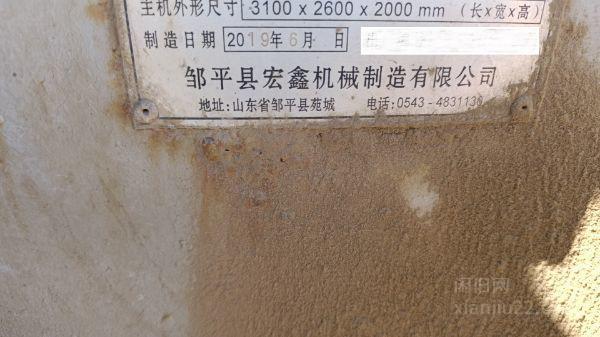 主机外形尺寸 3100 x 2600 x 2000 mm (长x宽x高)
制造日期 2019年6月 日
邹平县宏鑫机械制造有限公司
地址:山东省邹平县苑城 电话:0543-4831136
闲旧网